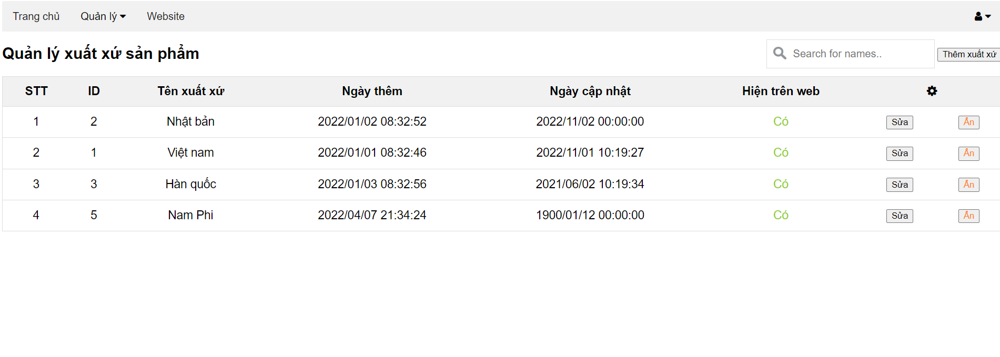 Trang chủ Quản lý Website
Quản lý xuất xứ sản phẩm Search for names.. Thêm xuất xứ
STT ID Tên xuất xứ Ngày thêm Ngày cập nhật Hiện trên web
1 2 Nhật bản 2022/01/02 08:32:52 2022/11/02 00:00:00 Có Sửa Ẩn
2 1 Việt nam 2022/01/01 08:32:46 2022/11/01 10:19:27 Có Sửa Ẩn
3 3 Hàn quốc 2022/01/03 08:32:56 2021/06/02 10:19:34 Có Sửa Ẩn
4 5 Nam Phi 2022/04/07 21:34:24 1900/01/12 00:00:00 Có Sửa Ẩn